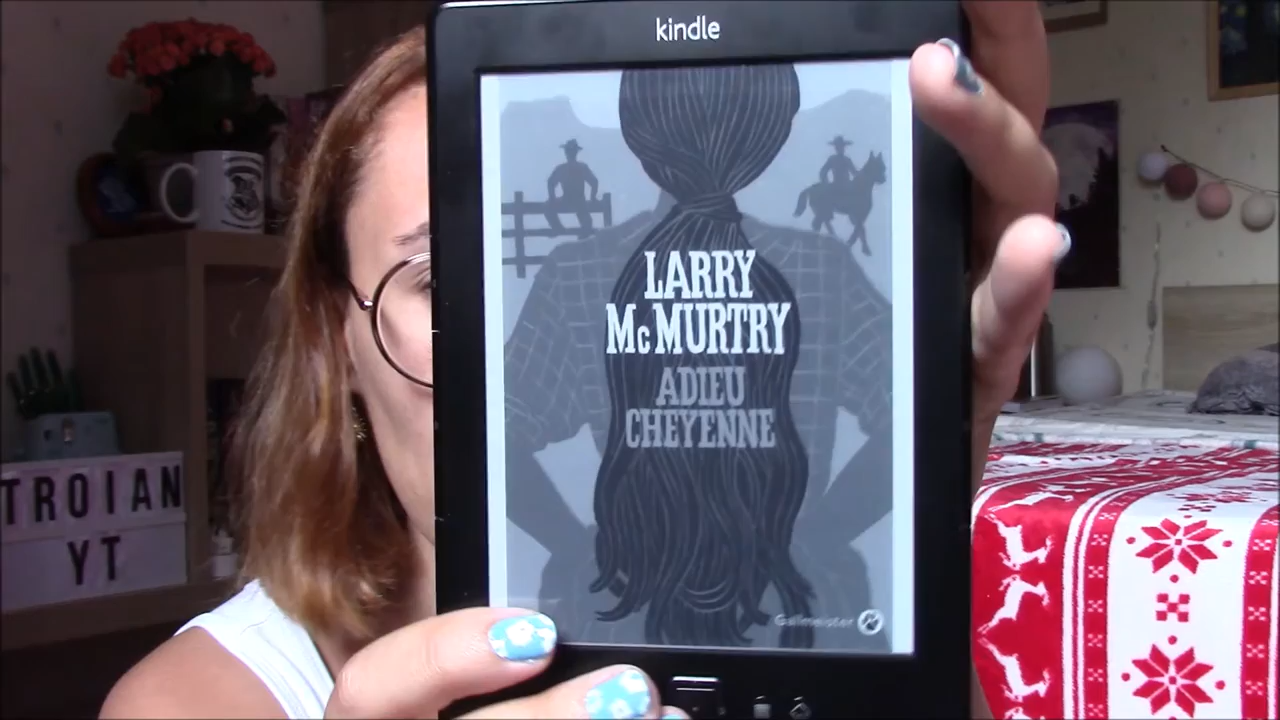 kindle
LARRY
McMURTRY
ADIEU
CHEYENNE
Gallmeister
TROIAN
YT